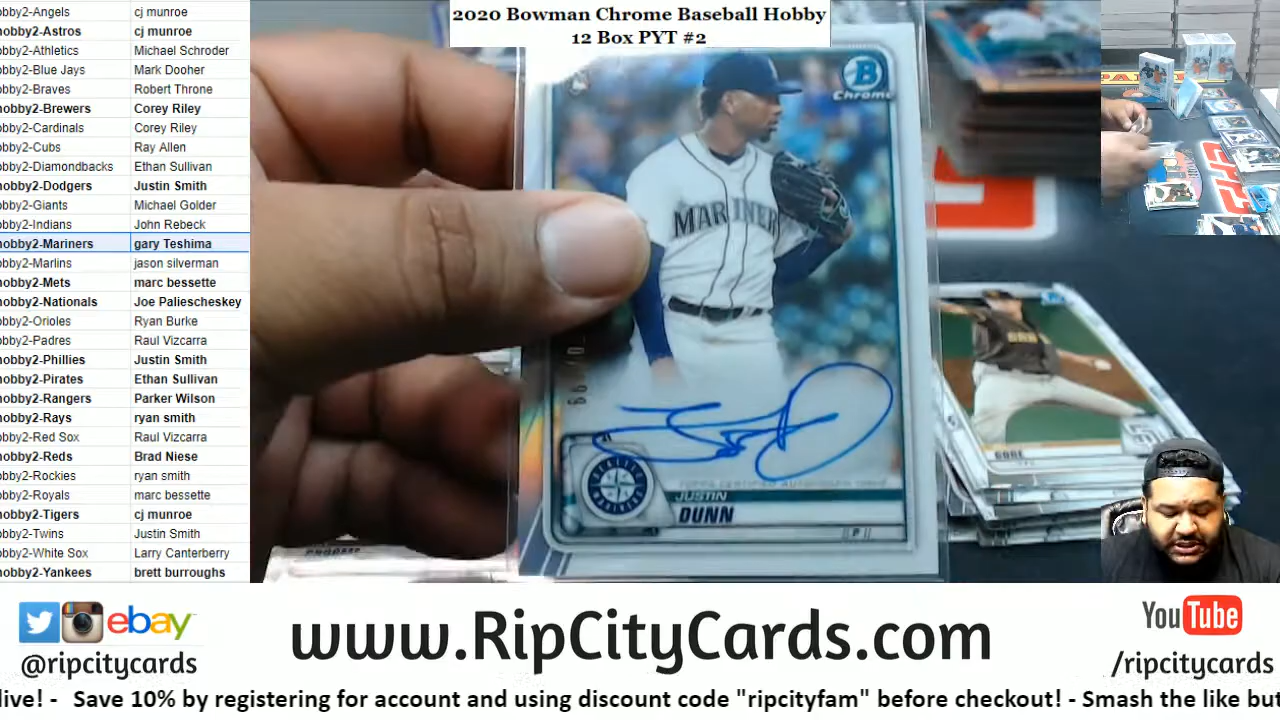 2020 Bowman Chrome Baseball Hobby
12 Box PYT #2
obby2-Angels cj munroe
hobby2-Astros cj munroe
obby2-Athletics Michael Schroder
obby2-Blue Jays Mark Dooher
obby2-Braves Robert Throne
hobby2-Brewers Corey Riley
obby2-Cardinals Corey Riley
obby2-Cubs Ray Allen
obby2-Diamondbacks Ethan Sullivan
hobby2-Dodgers Justin Smith
obby2-Giants Michael Golder
obby2-Indians John Rebeck
hobby2-Mariners gary Teshima
obby2-Marlins jason silverman
hobby2-Mets marc bessette
hobby2-Nationals Joe Paliescheskey
obby2-Orioles Ryan Burke
obby2-Padres Raul Vizcarra
hobby2-Phillies Justin Smith
hobby2-Pirates Ethan Sullivan
hobby2-Rangers Parker Wilson
hobby2-Rays ryan smith
obby2-Red Sox Raul Vizcarra
hobby2-Reds Brad Niese
obby2-Rockies ryan smith
obby2-Royals marc bessette
hobby2-Tigers cj munroe
obby2-Twins Justin Smith
obby2-White Sox Larry Canterberry
hobby2-Yankees brett burroughs
B
Chrome
MARINER
TOPPS CERTIFIED AUTOGRAPH ISSUE
JUSTIN
DUNN
P
GORE
ebay
@ripcitycards
www.RipCityCards.com
YouTube
/ripcitycards
live! - Save 10% by registering for account and using discount code "ripcityfam" before checkout! - Smash the like but